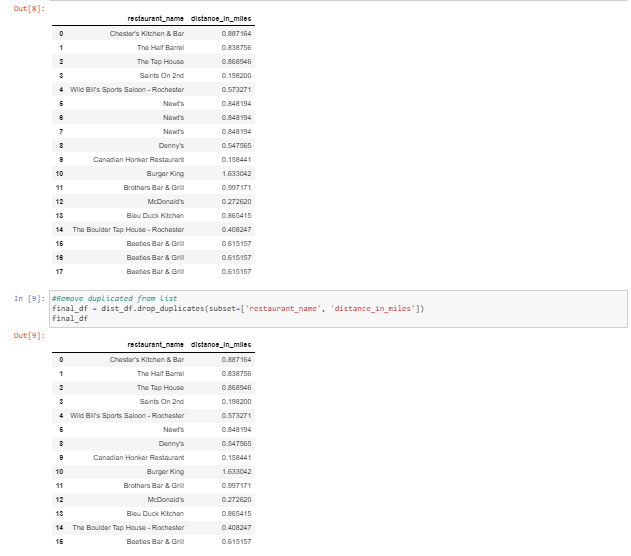 Out[8]:
restaurant_name distance_in_miles
0 Chester's Kitchen & Bar 0.887164
1 The Half Barrel 0.838756
2 The Tap House 0.868946
3 Saints On 2nd 0.198200
4 Wild Bill's Sports Saloon - Rochester 0.573271
5 Newt's 0.848194
6 Newt's 0.848194
7 Newt's 0.848194
8 Denny's 0.547565
9 Canadian Honker Restaurant 0.158441
10 Burger King 1.633042
11 Brothers Bar & Grill 0.997171
12 McDonald's 0.272620
13 Bleu Duck Kitchen 0.865415
14 The Boulder Tap House - Rochester 0.408247
15 Beetles Bar & Grill 0.615157
16 Beetles Bar & Grill 0.615157
17 Beetles Bar & Grill 0.615157
In [9]: #Remove duplicated from list
final_df = dist_df.drop_duplicates(subset=['restaurant_name', 'distance_in_miles'])
final_df
Out[9]:
restaurant_name distance_in_miles
0 Chester's Kitchen & Bar 0.887164
1 The Half Barrel 0.838756
2 The Tap House 0.868946
3 Saints On 2nd 0.198200
4 Wild Bill's Sports Saloon - Rochester 0.573271
5 Newt's 0.848194
8 Denny's 0.547565
9 Canadian Honker Restaurant 0.158441
10 Burger King 1.633042
11 Brothers Bar & Grill 0.997171
12 McDonald's 0.272620
13 Bleu Duck Kitchen 0.865415
14 The Boulder Tap House - Rochester 0.408247
15 Beetles Bar & Grill 0.615157